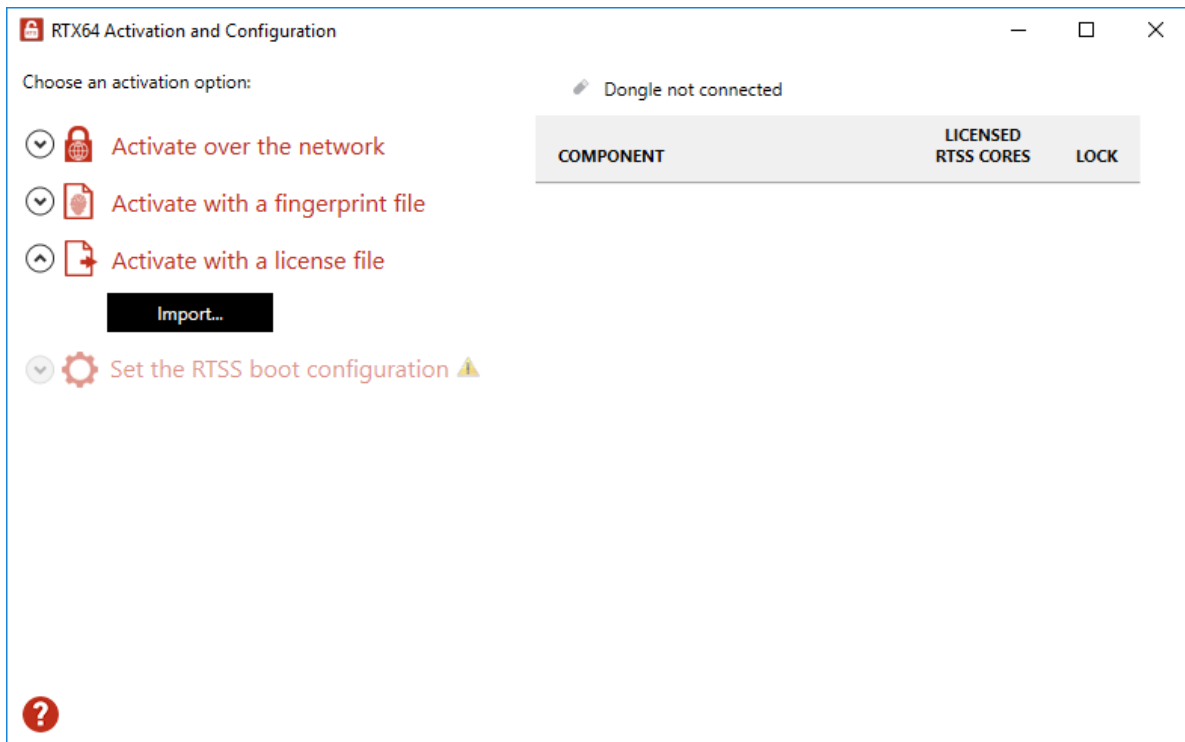 RTX64 Activation and Configuration
Choose an activation option:
Activate over the network
Activate with a fingerprint file
Activate with a license file
Import...
Set the RTSS boot configuration
Dongle not connected
COMPONENT
LICENSED
RTSS CORES
LOCK
?